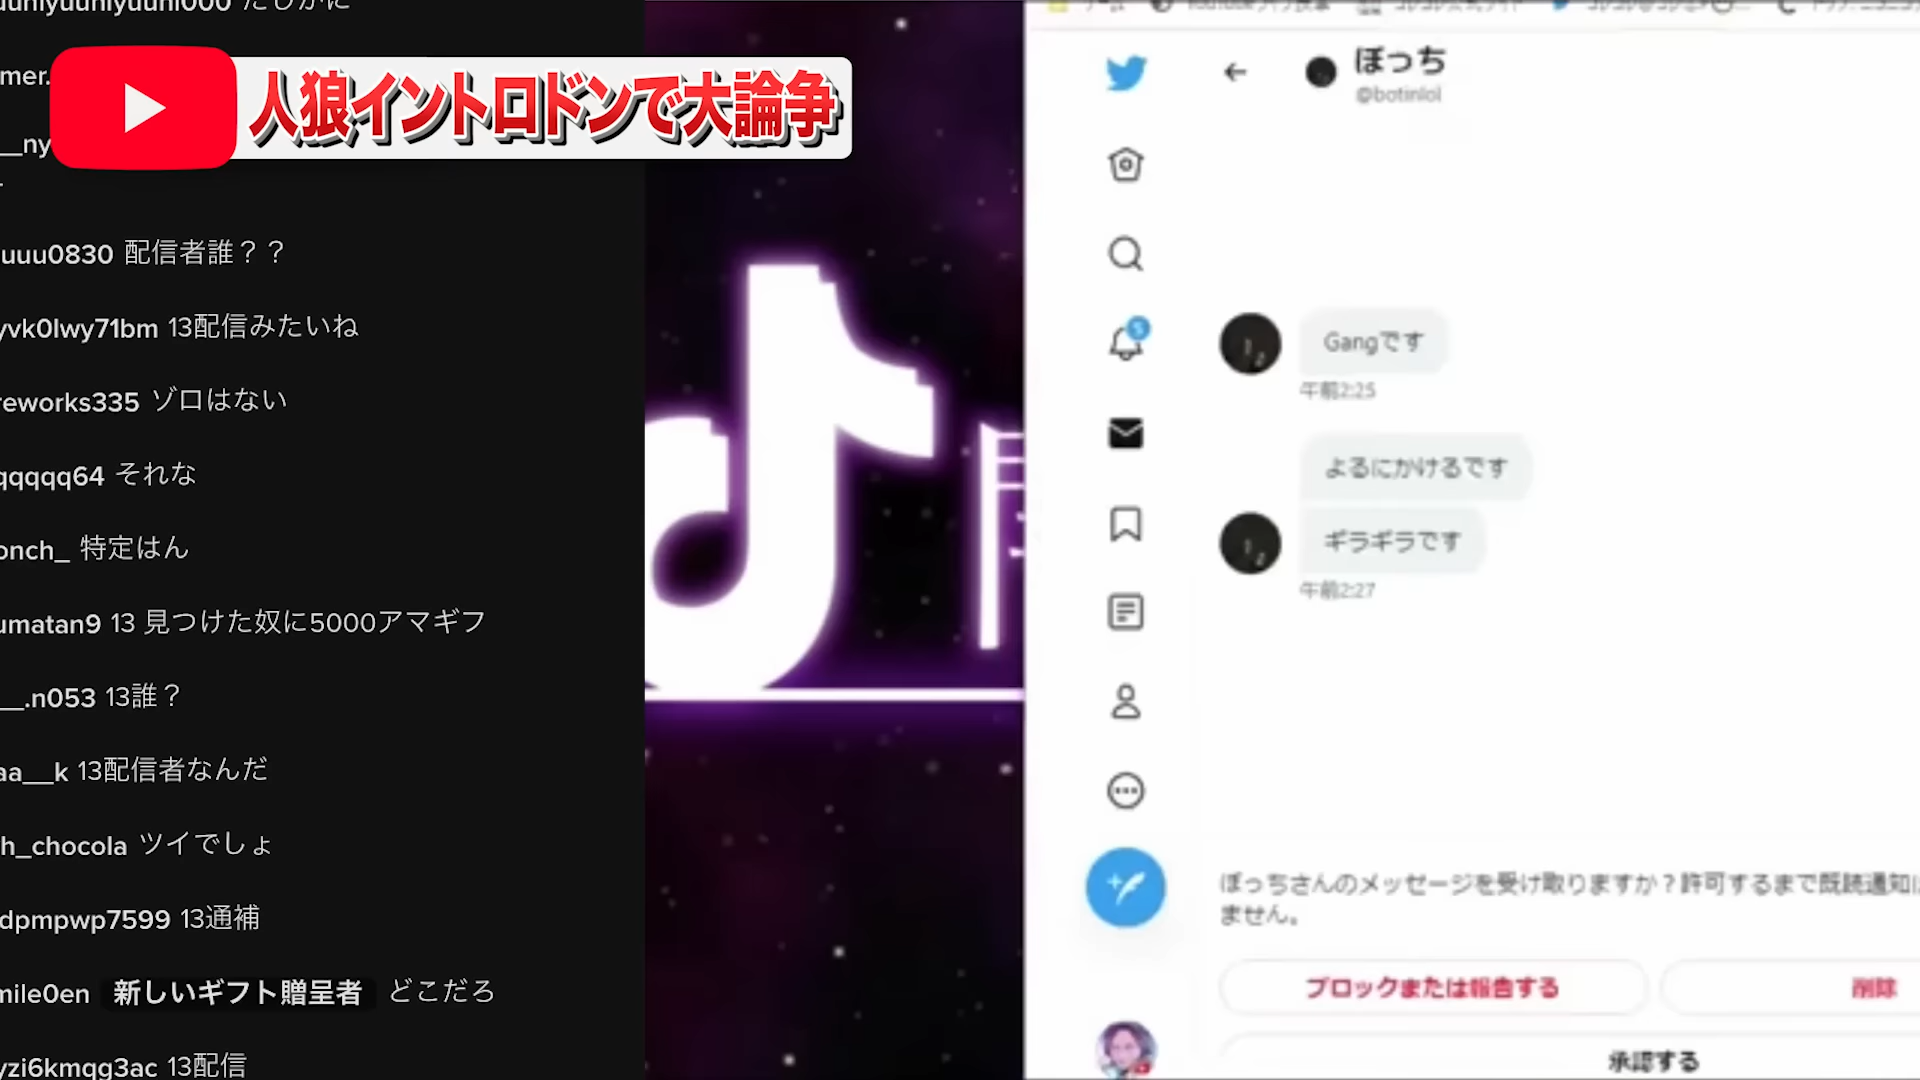 人狼イントロドンで大論争
mer.
__ny
uuu0830 配信者誰？？
yvk0lwy71bm 13配信みたいね
reworks335 ゾロはない
qqqqq64 それな
onch_ 特定はん
umatan9 13 見つけた奴に5000アマギフ
__.n053 13誰？
aa__k 13配信者なんだ
h_chocola ツイでしょ
dpmpwp7599 13通補
mile0en 新しいギフト贈呈者 どこだろ
yzi6kmqg3ac 13配信
ぼっち
@botinlol
5
Gangです
午前2:25
よるにかけるです
ギラギラです
午前2:27
ぼっちさんのメッセージを受け取りますか？許可するまで既読通知は
ません。
ブロックまたは報告する
削除
承認する